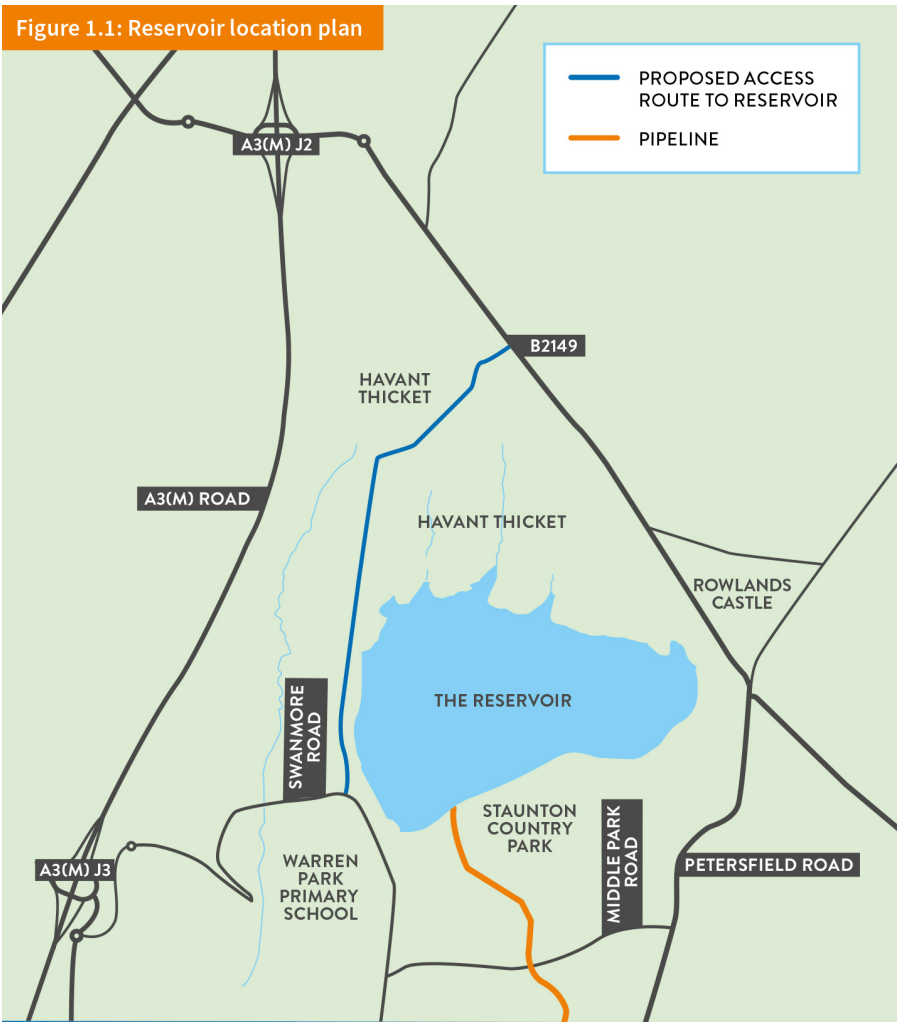 Figure 1.1: Reservoir location plan
PROPOSED ACCESS
ROUTE TO RESERVOIR
PIPELINE
A3(M) J2
B2149
HAVANT
THICKET
A3(M) ROAD
HAVANT THICKET
ROWLANDS
CASTLE
THE RESERVOIR
SWANMORE
ROAD
STAUNTON
COUNTRY
PARK
MIDDLE PARK
ROAD
PETERSFIELD ROAD
A3(M) J3
WARREN
PARK
PRIMARY
SCHOOL